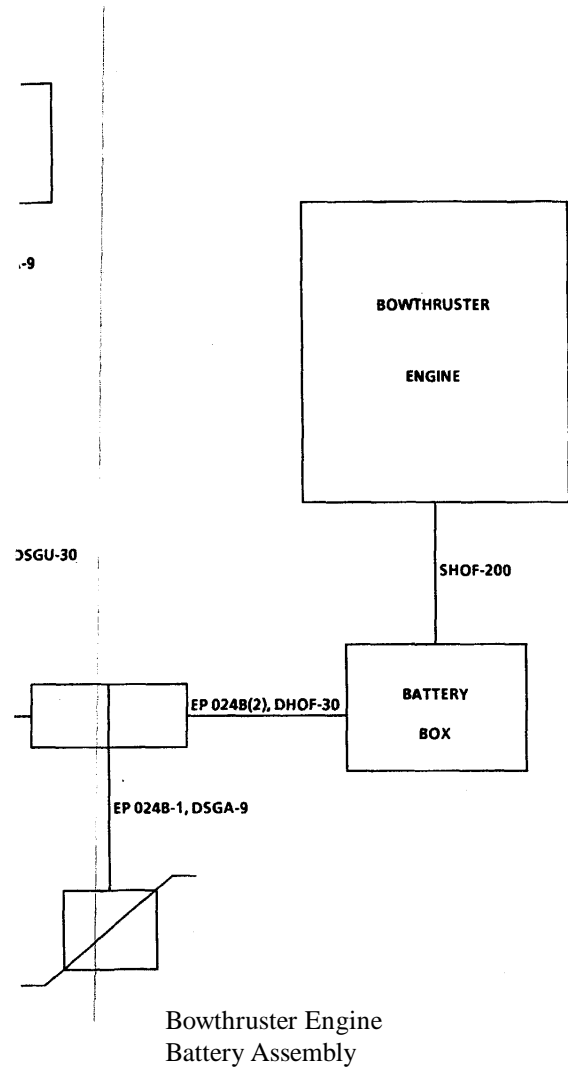 BOWTHRUSTER
ENGINE
-9
DSGU-30
SHOF-200
EP 024B(2), DHOF-30
BATTERY
BOX
EP 024B-1, DSGA-9
Bowthruster Engine
Battery Assembly